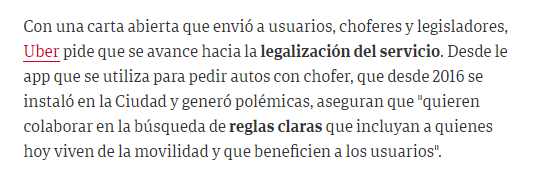 Con una carta abierta que envió a usuarios, choferes y legisladores,
Uber pide que se avance hacia la legalización del servicio. Desde le
app que se utiliza para pedir autos con chofer, que desde 2016 se
instaló en la Ciudad y generó polémicas, aseguran que "quieren
colaborar en la búsqueda de reglas claras que incluyan a quienes
hoy viven de la movilidad y que beneficien a los usuarios".